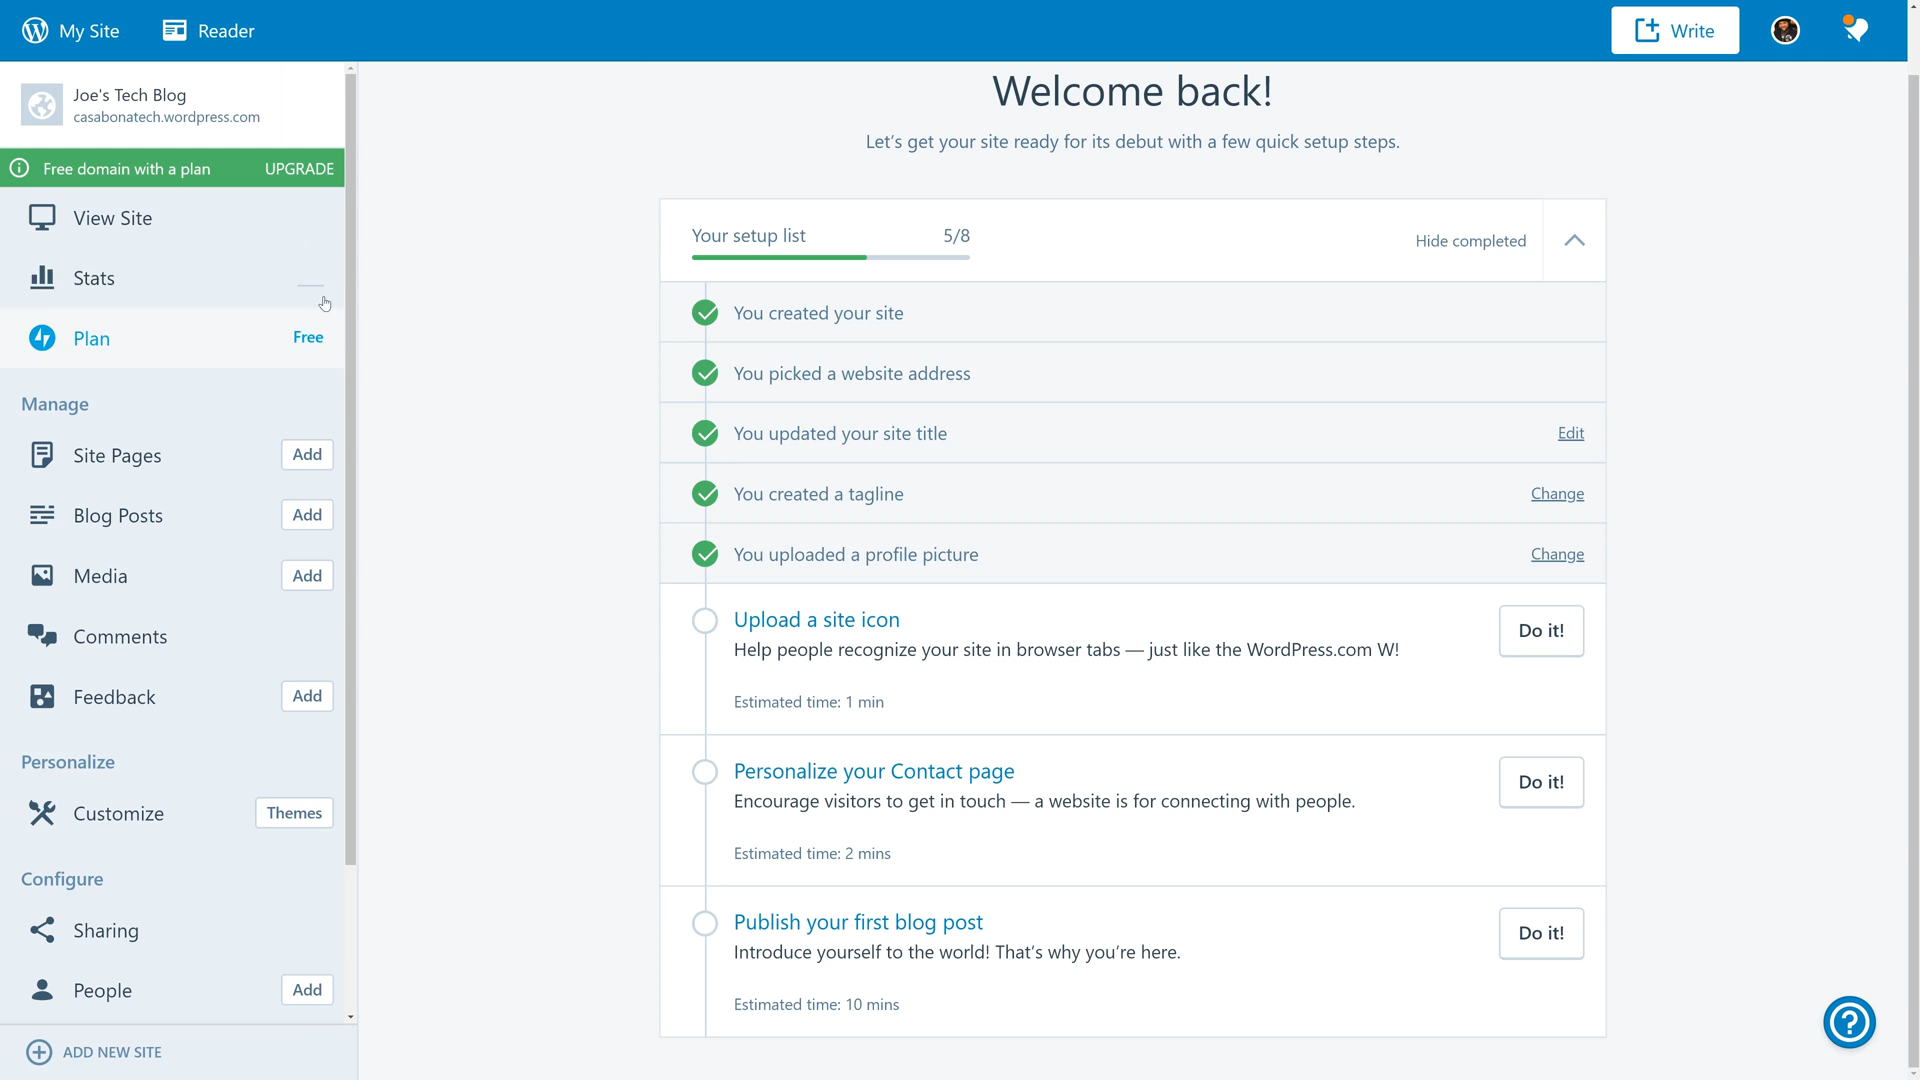 My Site
Reader
Write
Joe's Tech Blog
casabonatech.wordpress.com
Free domain with a plan UPGRADE
View Site
Stats
Plan Free
Manage
Site Pages Add
Blog Posts Add
Media Add
Comments
Feedback Add
Personalize
Customize Themes
Configure
Sharing
People Add
ADD NEW SITE
Welcome back!
Let's get your site ready for its debut with a few quick setup steps.
Your setup list 5/8 Hide completed
You created your site
You picked a website address
You updated your site title Edit
You created a tagline Change
You uploaded a profile picture Change
Upload a site icon Do it!
Help people recognize your site in browser tabs — just like the WordPress.com W!
Estimated time: 1 min
Personalize your Contact page Do it!
Encourage visitors to get in touch — a website is for connecting with people.
Estimated time: 2 mins
Publish your first blog post Do it!
Introduce yourself to the world! That's why you're here.
Estimated time: 10 mins